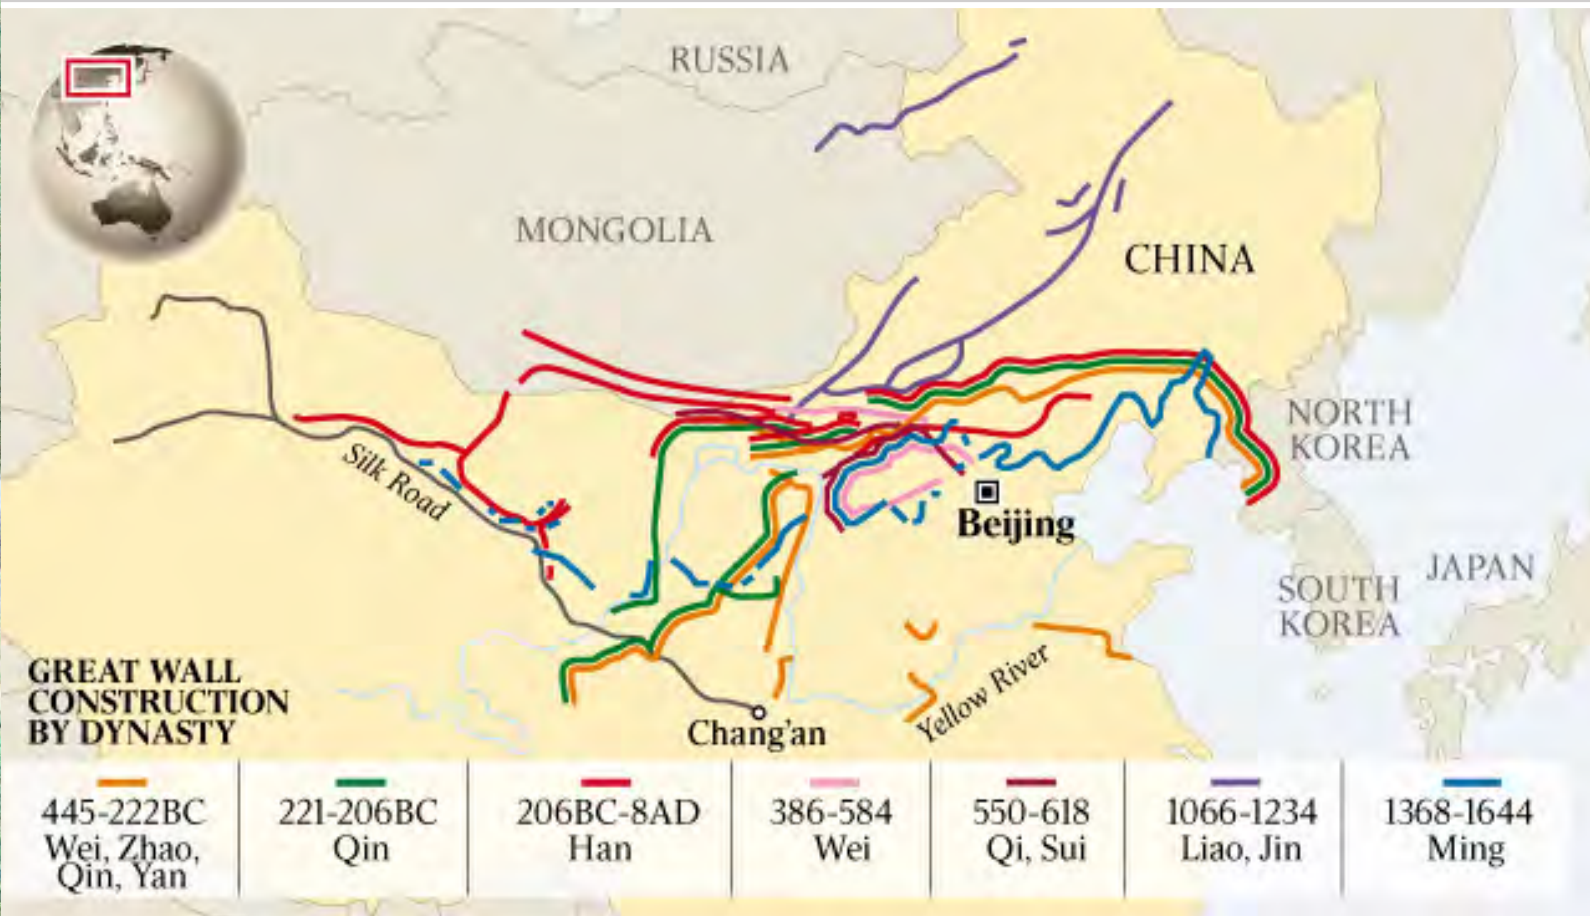 RUSSIA
MONGOLIA
CHINA
NORTH
KOREA
Silk Road
Beijing
JAPAN
SOUTH
KOREA
Yellow River
Chang'an
GREAT WALL
CONSTRUCTION
BY DYNASTY
445-222BC
Wei, Zhao,
Qin, Yan
221-206BC
Qin
206BC-8AD
Han
386-584
Wei
550-618
Qi, Sui
1066-1234
Liao, Jin
1368-1644
Ming